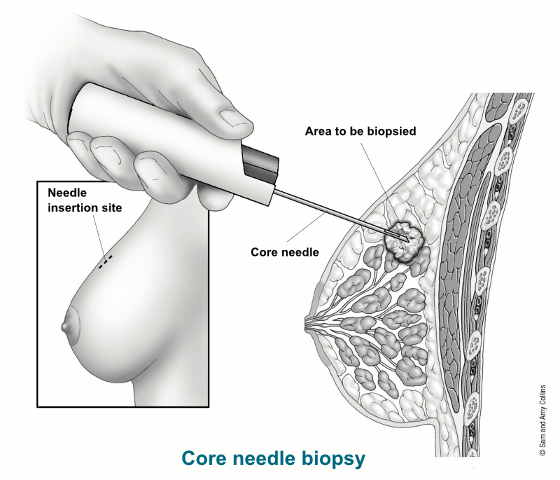 Area to be biopsied
Needle
insertion site
Core needle
© Sam and Amy Collins
Core needle biopsy